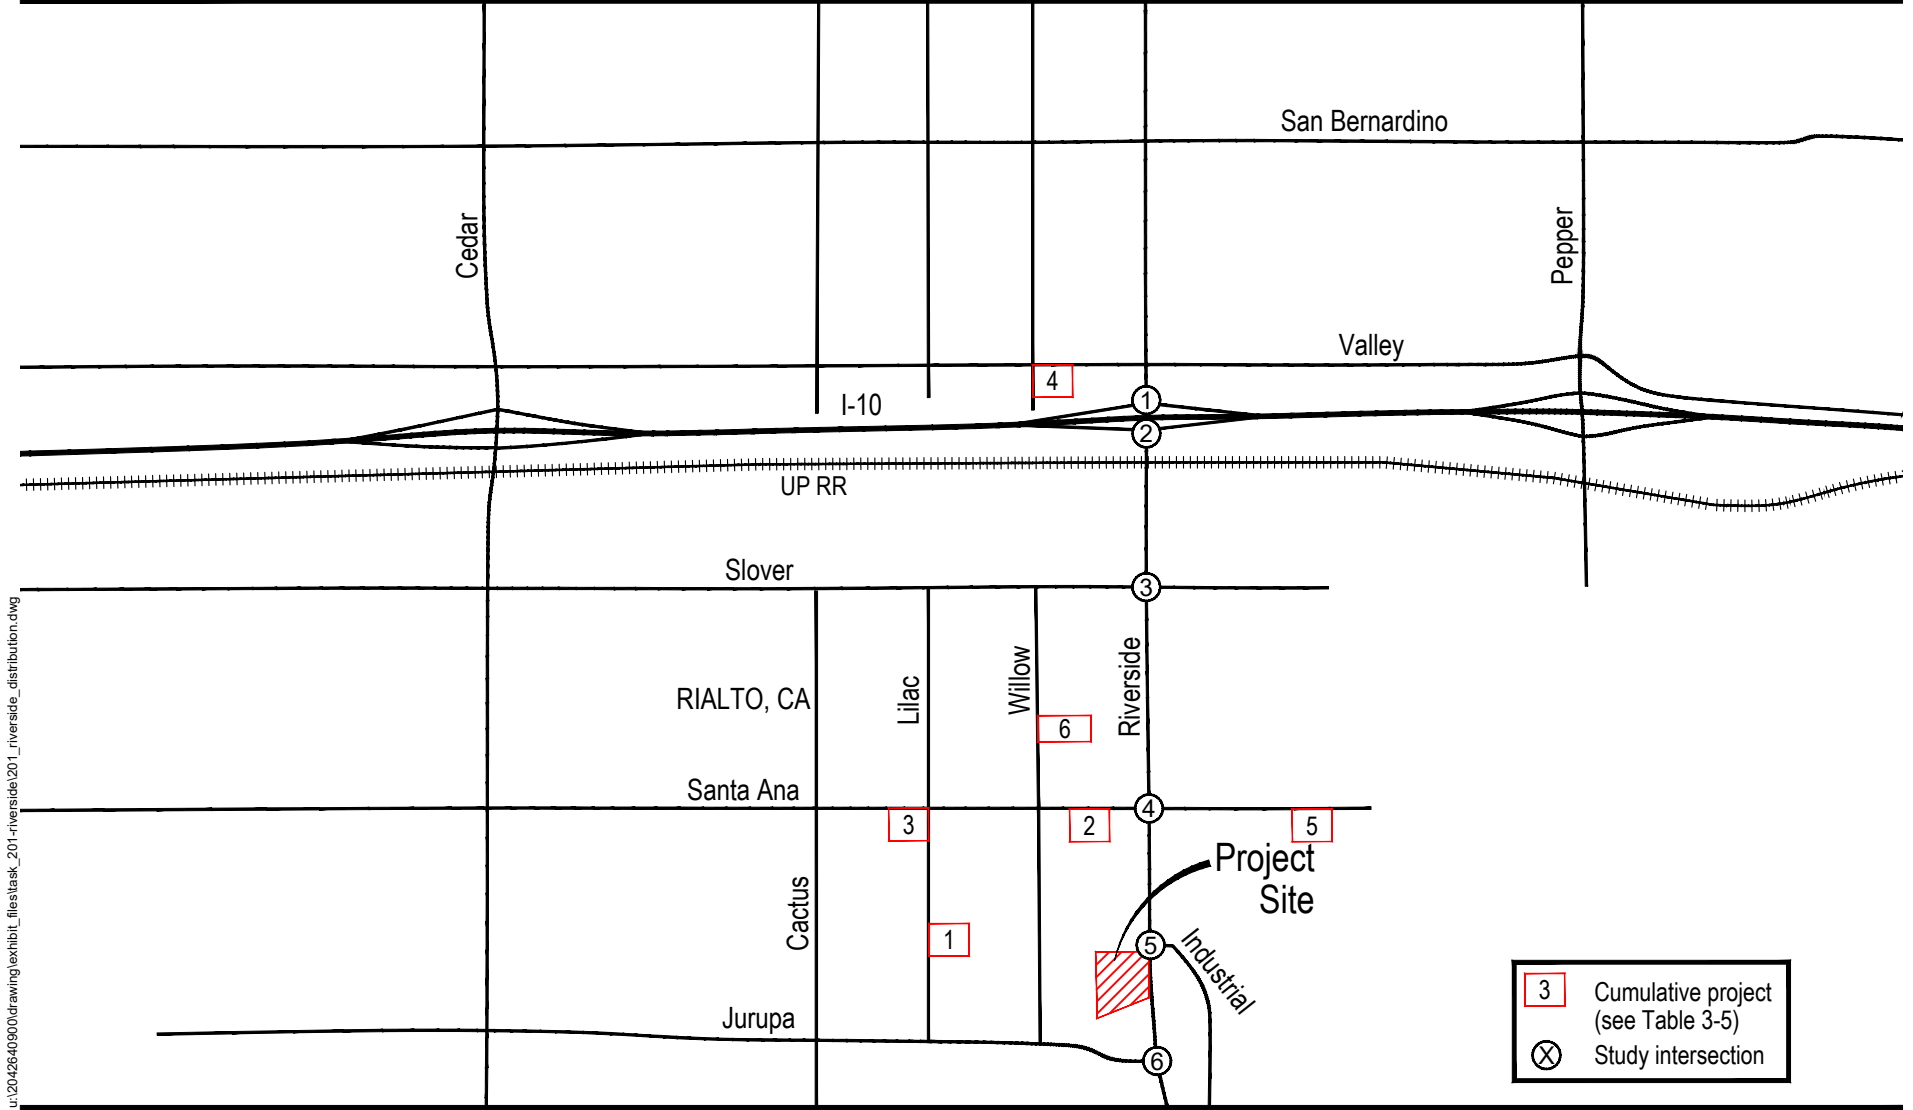 San Bernardino
Cedar
Pepper
Valley
4
I-10
1
2
UP RR
Slover
3
RIALTO, CA
Lilac
Willow
Riverside
6
Santa Ana
4
3
2
5
Project
Site
Cactus
1
5
Industrial
Jurupa
6
3
Cumulative project
(see Table 3-5)
X
Study intersection
u:\2042640900\drawing\exhibit_files\task_201-riverside\201_riverside_distribution.dwg